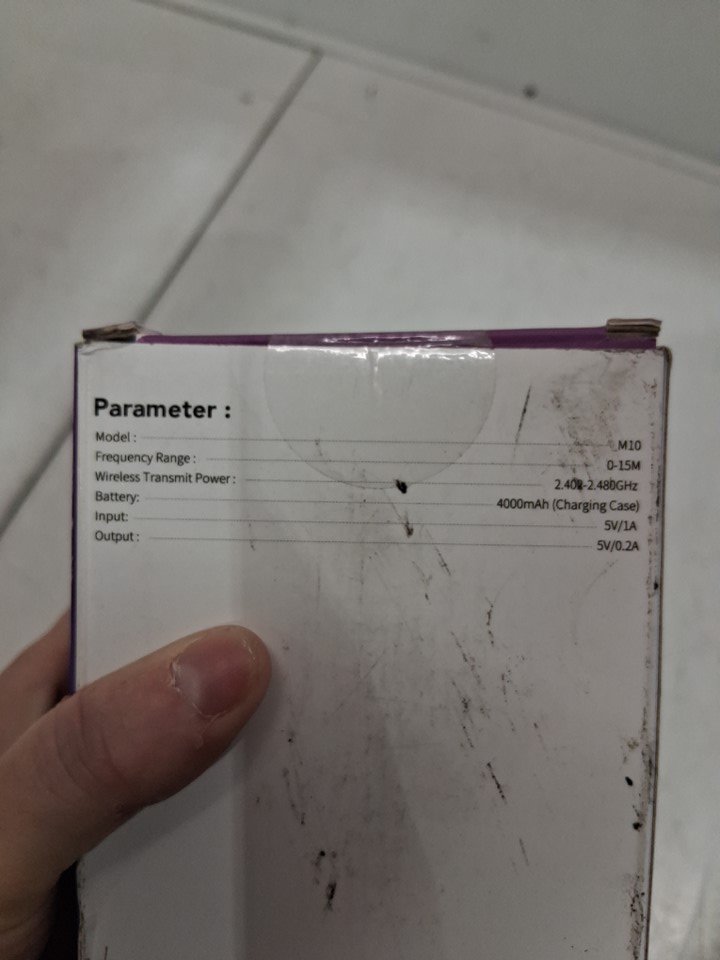 Parameter :
Model : M10
Frequency Range : 0-15M
Wireless Transmit Power : 2.402-2.480GHz
Battery: 4000mAh (Charging Case)
Input: 5V/1A
Output : 5V/0.2A